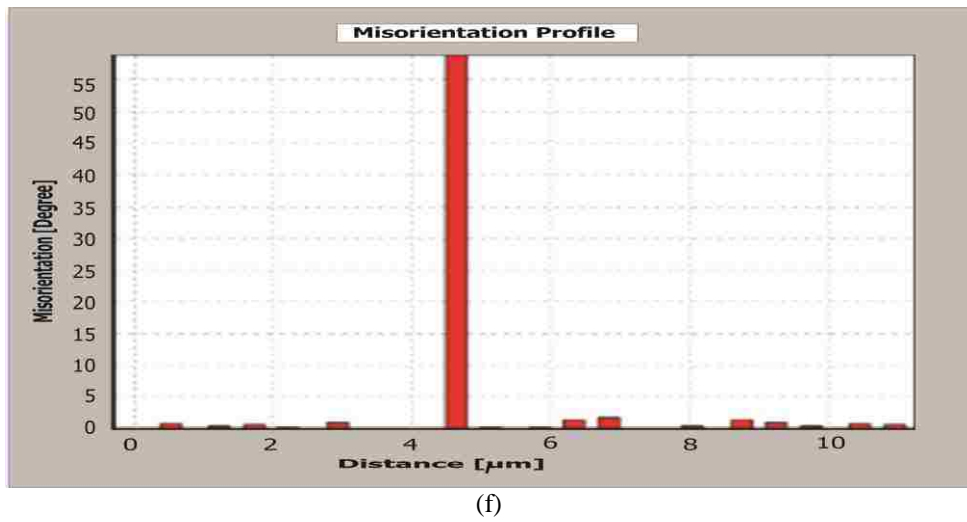 Misorientation Profile
Misorientation [Degree]
55
50
45
40
35
30
25
20
15
10
5
0
0 2 4 6 8 10
Distance [μm]
(f)